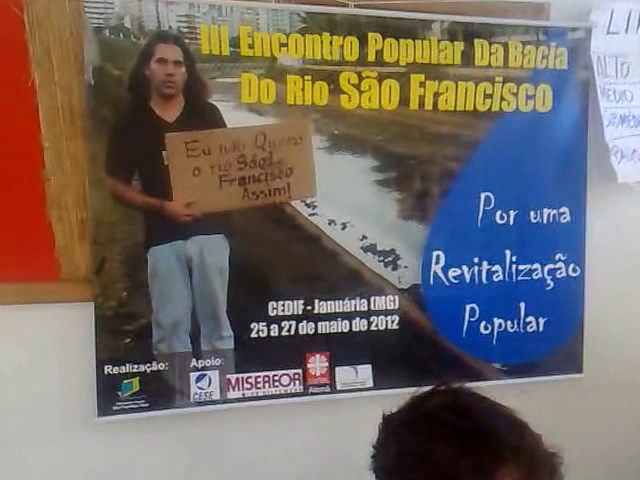 III Encontro Popular Da Bacia
Do Rio São Francisco
Eu não Quero
o rio São
Francisco
Assim!
Por uma
Revitalização
Popular
CEDIF - Januária (MG)
25 a 27 de maio de 2012
Realização:
Apoio:
CESE
MISEREOR
ALTO
MÉDIO